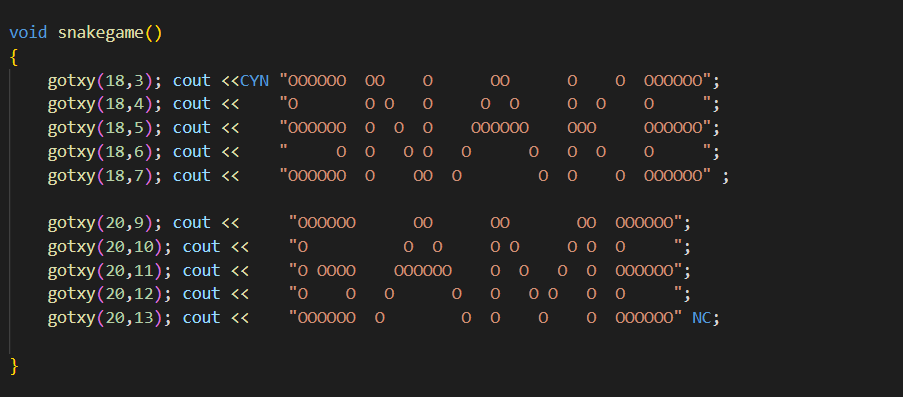 void snakegame()
{
    gotxy(18,3); cout <<CYN "OOOOOO  OO    O      OO      O    O  OOOOOO";
    gotxy(18,4); cout <<    "O       O O   O     O  O     O  O    O     ";
    gotxy(18,5); cout <<    "OOOOOO  O  O  O    OOOOOO    OOO     OOOOOO";
    gotxy(18,6); cout <<    "     O  O   O O   O      O   O  O    O     ";
    gotxy(18,7); cout <<    "OOOOOO  O    OO  O        O  O    O  OOOOOO" ;

    gotxy(20,9); cout <<     "OOOOOO      OO      OO       OO  OOOOOO";
    gotxy(20,10); cout <<    "O          O  O     O O     O O  O     ";
    gotxy(20,11); cout <<    "O OOOO    OOOOOO    O  O   O  O  OOOOOO";
    gotxy(20,12); cout <<    "O    O   O      O   O   O O   O  O     ";
    gotxy(20,13); cout <<    "OOOOOO  O        O  O    O    O  OOOOOO" NC;

}